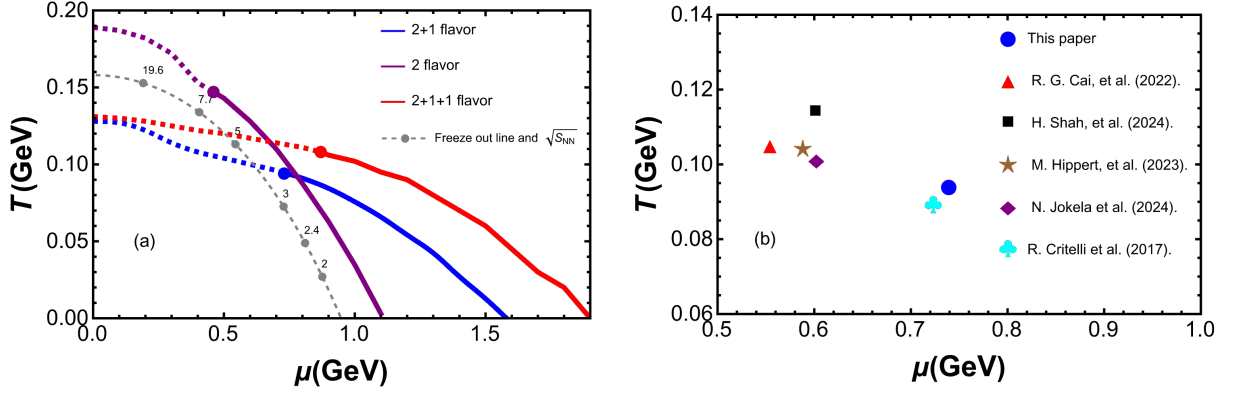 0.20
0.15
0.10
0.05
0.00
T(GeV)
0.0
0.5
1.0
1.5
μ(GeV)
(a)
19.6
7.7
5
3
2.4
2
2+1 flavor
2 flavor
2+1+1 flavor
Freeze out line and √S_NN
0.14
0.12
0.10
0.08
0.06
T(GeV)
0.5
0.6
0.7
0.8
0.9
1.0
μ(GeV)
(b)
This paper
R. G. Cai, et al. (2022).
H. Shah, et al. (2024).
M. Hippert, et al. (2023).
N. Jokela et al. (2024).
R. Critelli et al. (2017).